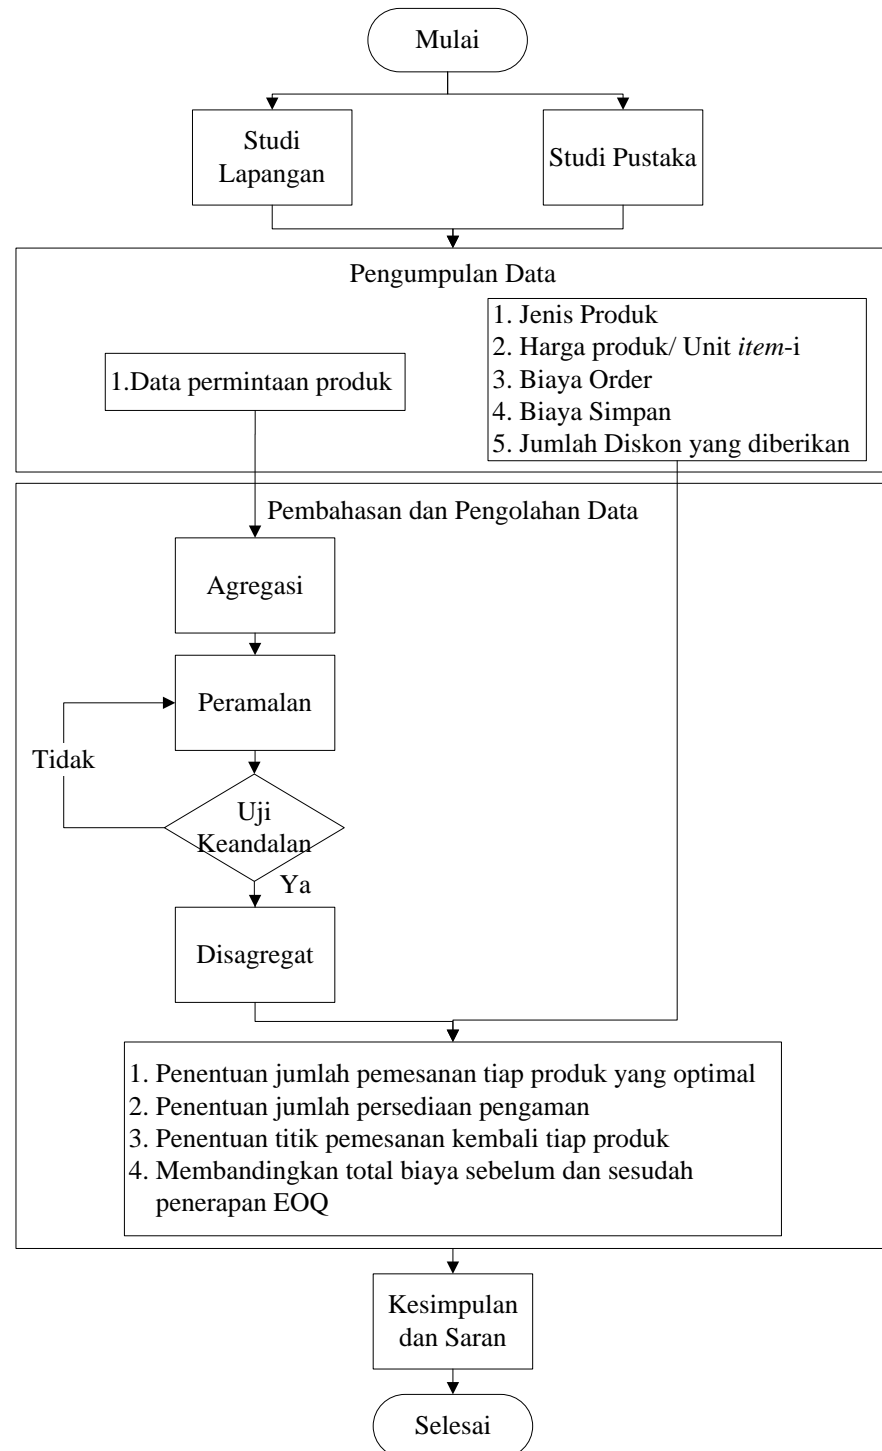 Mulai
Studi
Lapangan
Studi Pustaka
Pengumpulan Data
1.Data permintaan produk
1. Jenis Produk
2. Harga produk/ Unit item-i
3. Biaya Order
4. Biaya Simpan
5. Jumlah Diskon yang diberikan
Pembahasan dan Pengolahan Data
Agregasi
Peramalan
Tidak
Uji
Keandalan
Ya
Disagregat
1. Penentuan jumlah pemesanan tiap produk yang optimal
2. Penentuan jumlah persediaan pengaman
3. Penentuan titik pemesanan kembali tiap produk
4. Membandingkan total biaya sebelum dan sesudah
penerapan EOQ
Kesimpulan
dan Saran
Selesai